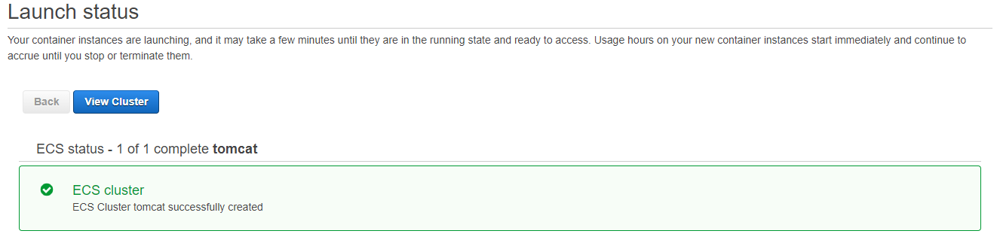 Launch status
Your container instances are launching, and it may take a few minutes until they are in the running state and ready to access. Usage hours on your new container instances start immediately and continue to
accrue until you stop or terminate them.
Back View Cluster
ECS status - 1 of 1 complete tomcat
ECS cluster
ECS Cluster tomcat successfully created